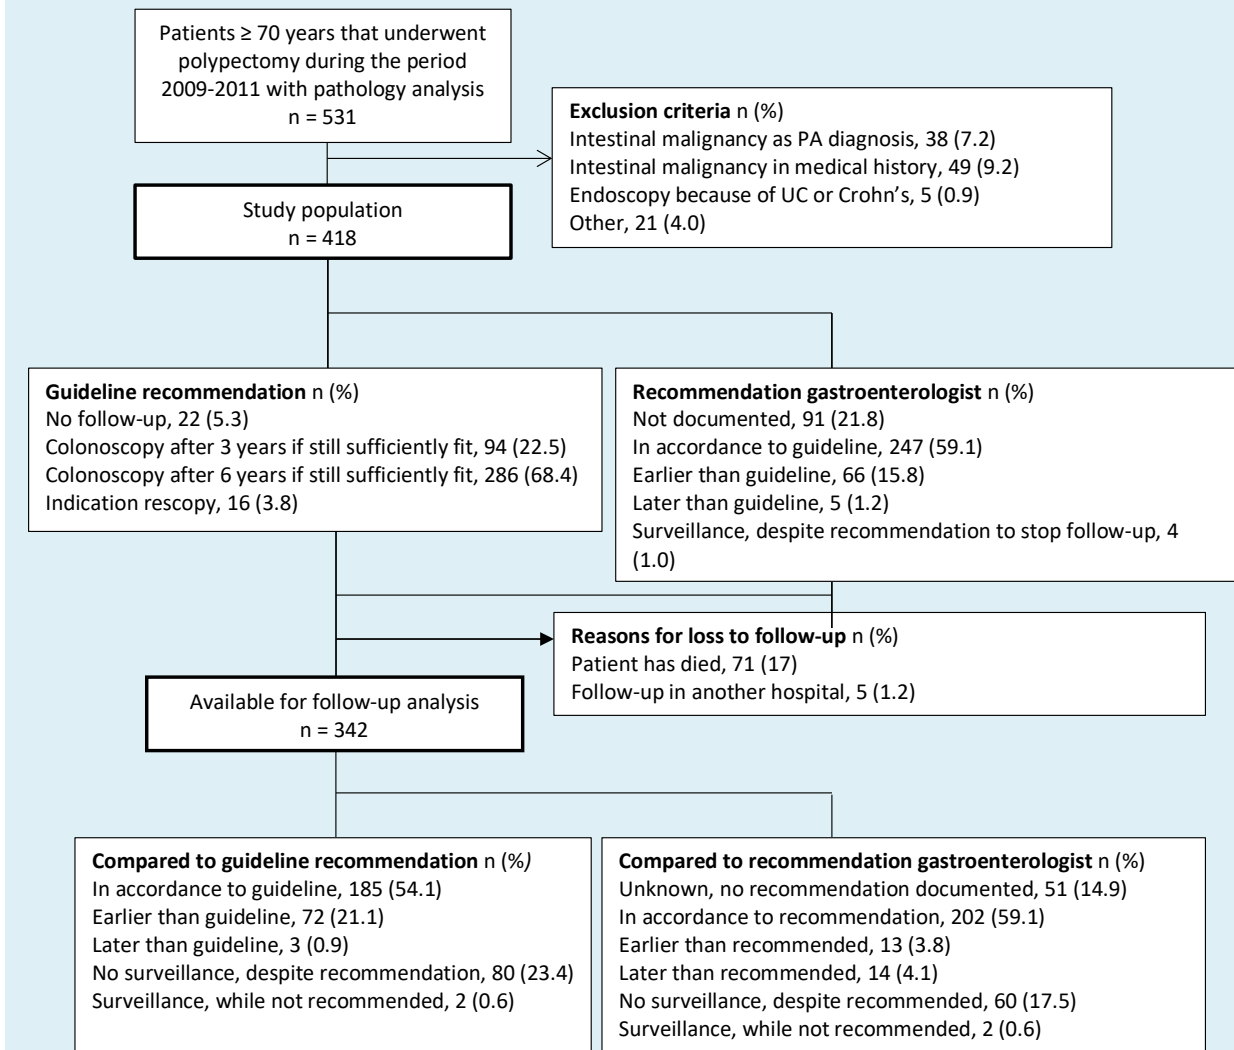 Patients ≥ 70 years that underwent
polypectomy during the period
2009-2011 with pathology analysis
n = 531
Exclusion criteria n (%)
Intestinal malignancy as PA diagnosis, 38 (7.2)
Intestinal malignancy in medical history, 49 (9.2)
Endoscopy because of UC or Crohn’s, 5 (0.9)
Other, 21 (4.0)
Study population
n = 418
Guideline recommendation n (%)
No follow-up, 22 (5.3)
Colonoscopy after 3 years if still sufficiently fit, 94 (22.5)
Colonoscopy after 6 years if still sufficiently fit, 286 (68.4)
Indication rescopy, 16 (3.8)
Recommendation gastroenterologist n (%)
Not documented, 91 (21.8)
In accordance to guideline, 247 (59.1)
Earlier than guideline, 66 (15.8)
Later than guideline, 5 (1.2)
Surveillance, despite recommendation to stop follow-up, 4
(1.0)
Reasons for loss to follow-up n (%)
Patient has died, 71 (17)
Follow-up in another hospital, 5 (1.2)
Available for follow-up analysis
n = 342
Compared to guideline recommendation n (%)
In accordance to guideline, 185 (54.1)
Earlier than guideline, 72 (21.1)
Later than guideline, 3 (0.9)
No surveillance, despite recommendation, 80 (23.4)
Surveillance, while not recommended, 2 (0.6)
Compared to recommendation gastroenterologist n (%)
Unknown, no recommendation documented, 51 (14.9)
In accordance to recommendation, 202 (59.1)
Earlier than recommended, 13 (3.8)
Later than recommended, 14 (4.1)
No surveillance, despite recommended, 60 (17.5)
Surveillance, while not recommended, 2 (0.6)